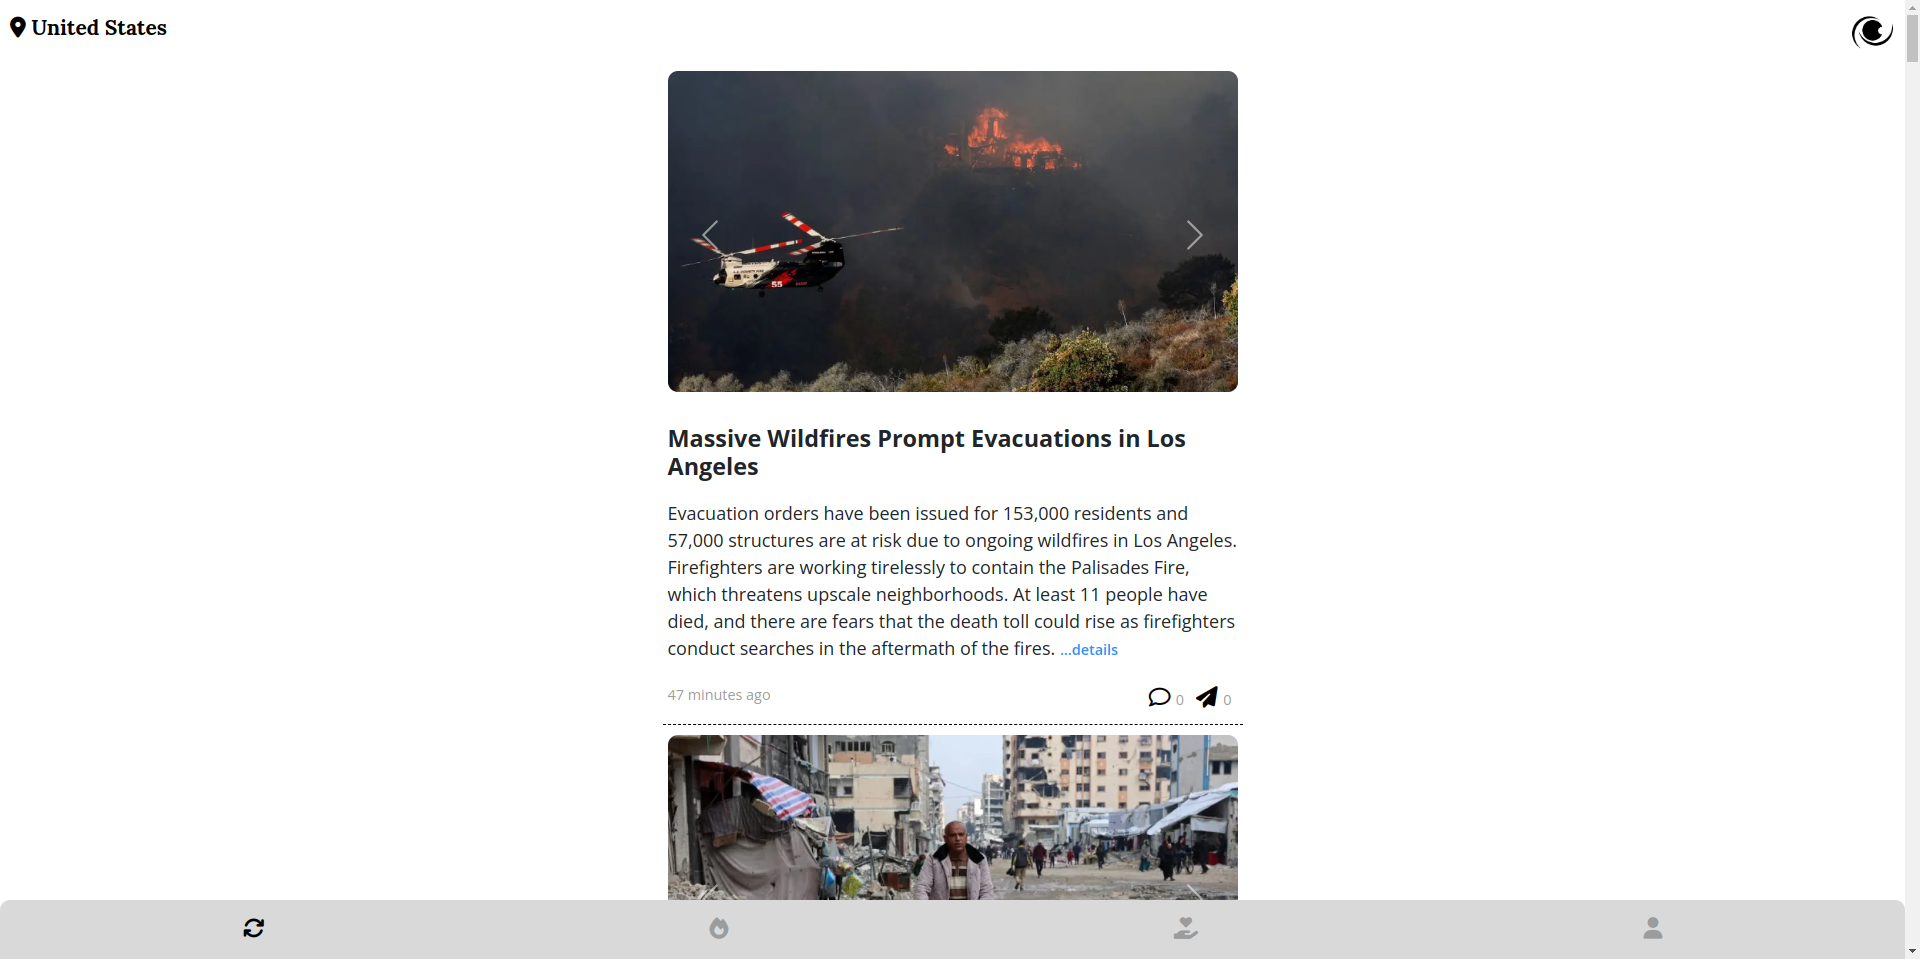 United States
55
Massive Wildfires Prompt Evacuations in Los
Angeles
Evacuation orders have been issued for 153,000 residents and
57,000 structures are at risk due to ongoing wildfires in Los Angeles.
Firefighters are working tirelessly to contain the Palisades Fire,
which threatens upscale neighborhoods. At least 11 people have
died, and there are fears that the death toll could rise as firefighters
conduct searches in the aftermath of the fires. ...details
47 minutes ago
0 0